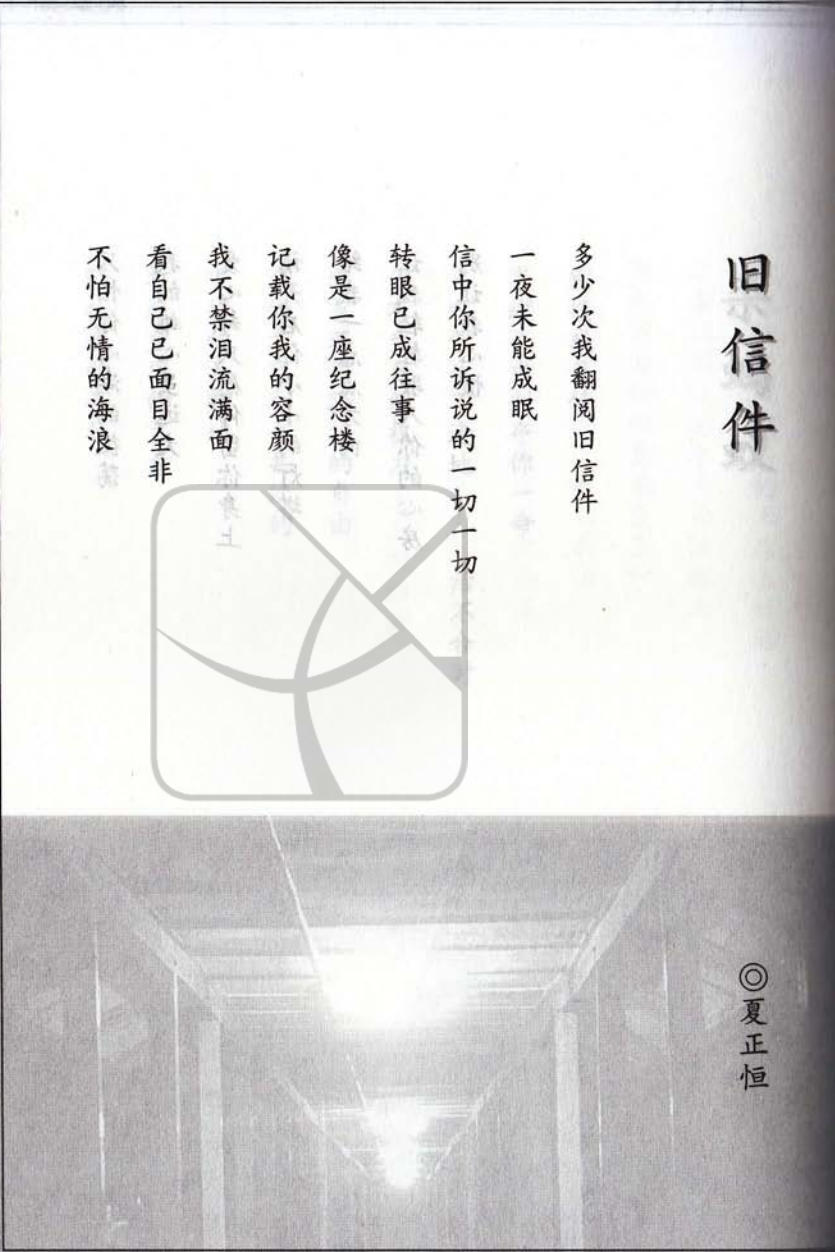 旧信件
◎夏正恒
多少次我翻阅旧信件
一夜未能成眠
信中你所诉说的一切一切
转眼已成往事
像是一座纪念楼
记载你我的容颜
我不禁泪流满面
看自己已面目全非
不怕无情的海浪